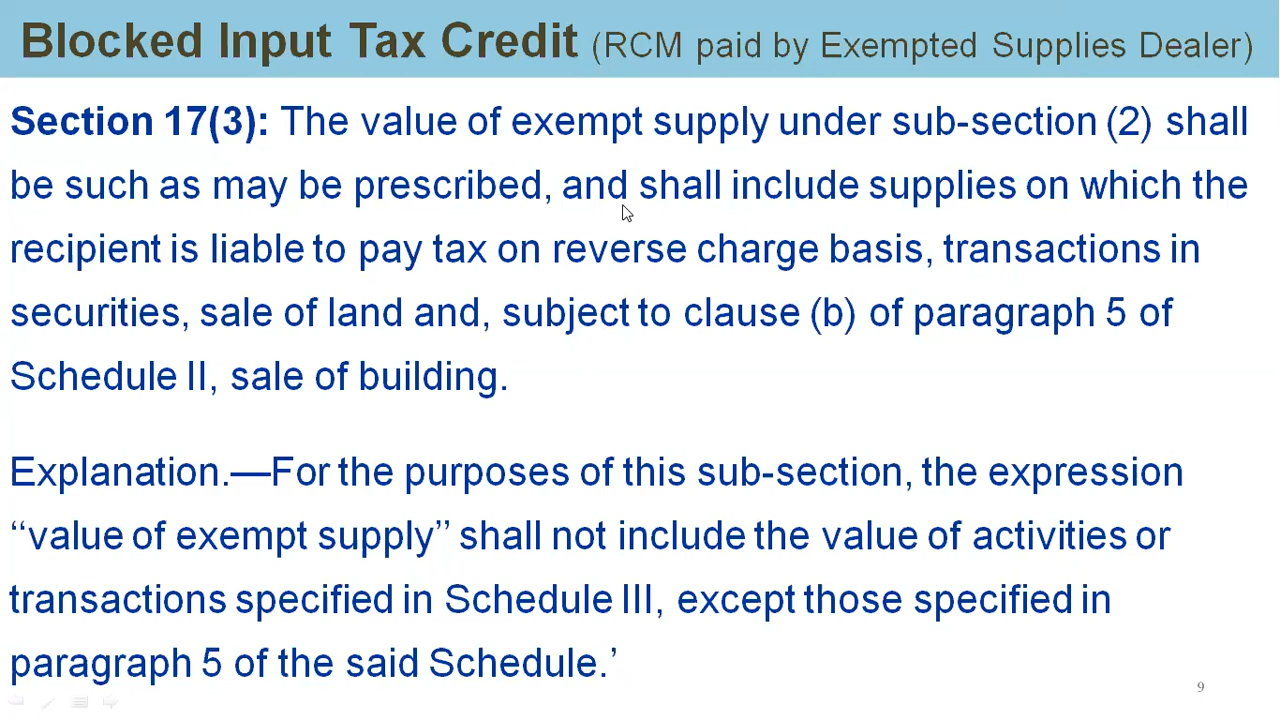 Blocked Input Tax Credit (RCM paid by Exempted Supplies Dealer)
Section 17(3): The value of exempt supply under sub-section (2) shall
be such as may be prescribed, and shall include supplies on which the
recipient is liable to pay tax on reverse charge basis, transactions in
securities, sale of land and, subject to clause (b) of paragraph 5 of
Schedule II, sale of building.
Explanation.—For the purposes of this sub-section, the expression
‘‘value of exempt supply’’ shall not include the value of activities or
transactions specified in Schedule III, except those specified in
paragraph 5 of the said Schedule.’
9